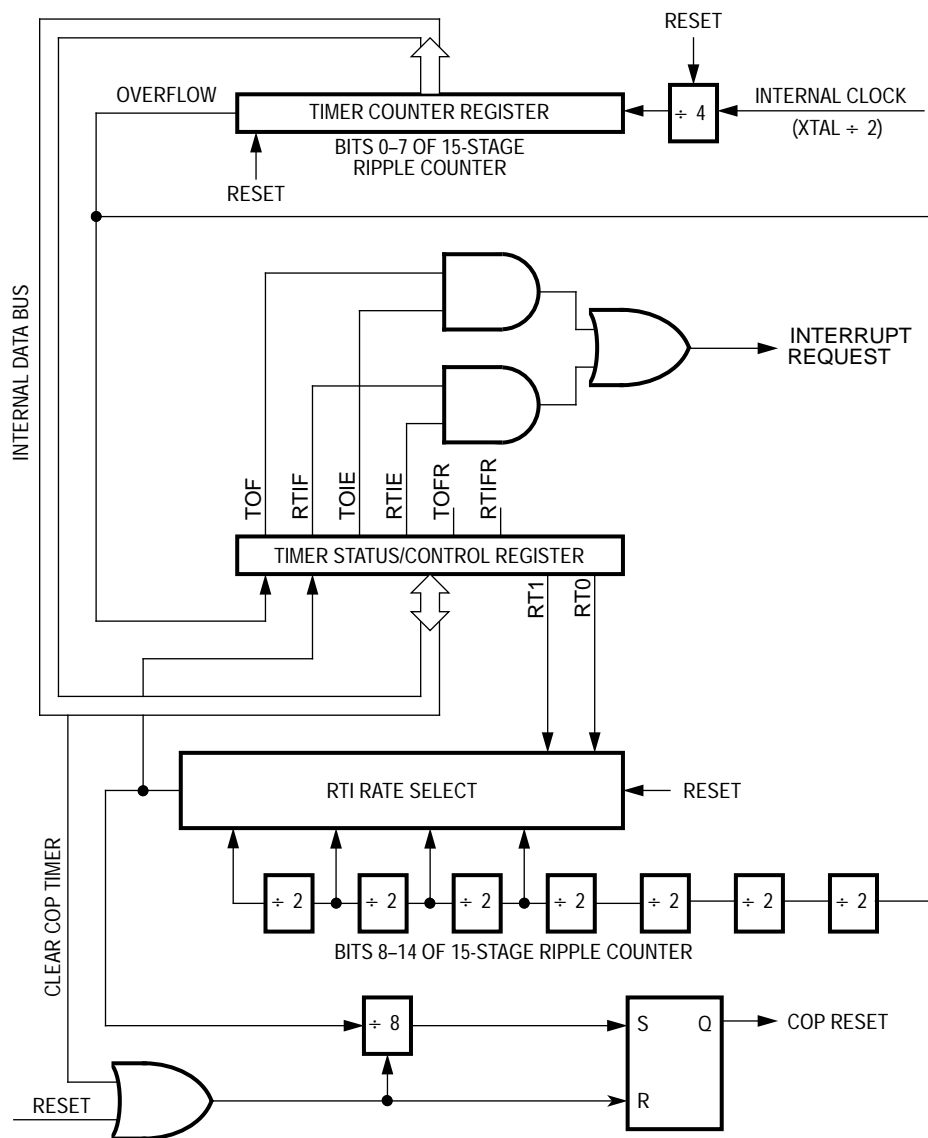 RESET
OVERFLOW
TIMER COUNTER REGISTER
÷ 4
INTERNAL CLOCK
(XTAL ÷ 2)
BITS 0–7 OF 15-STAGE
RIPPLE COUNTER
RESET
INTERNAL DATA BUS
INTERRUPT
REQUEST
TOF
RTIF
TOIE
RTIE
TOFR
RTIFR
TIMER STATUS/CONTROL REGISTER
RT1
RT0
RTI RATE SELECT
RESET
CLEAR COP TIMER
÷ 2
÷ 2
÷ 2
÷ 2
÷ 2
÷ 2
÷ 2
BITS 8–14 OF 15-STAGE RIPPLE COUNTER
÷ 8
S
Q
COP RESET
RESET
R